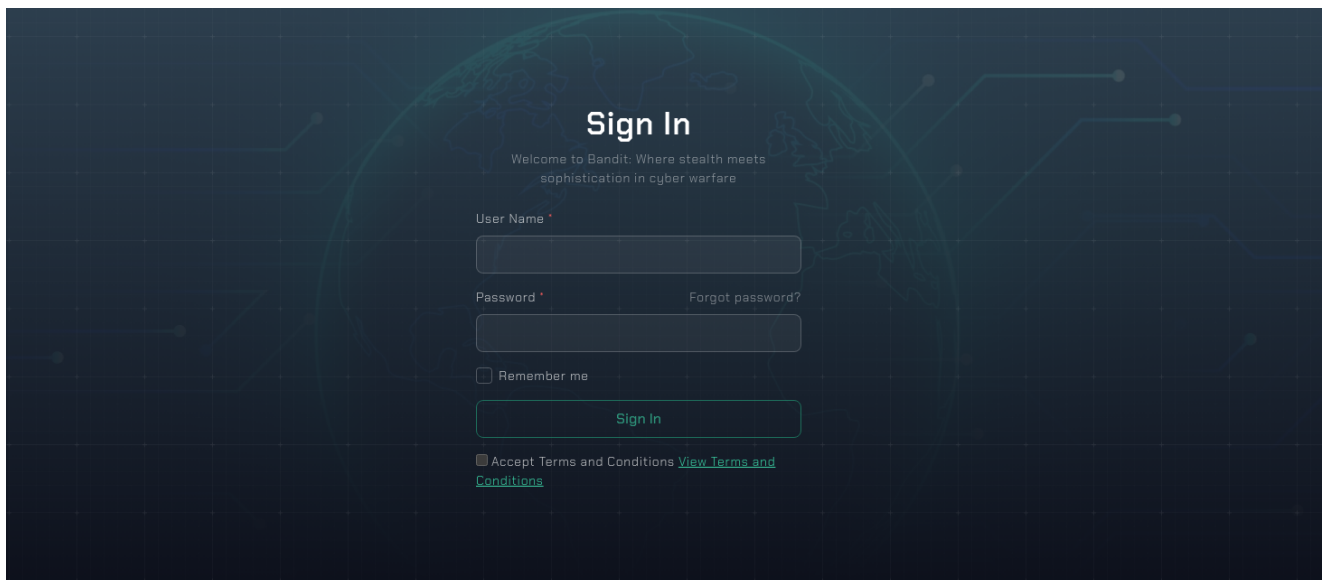 Sign In
Welcome to Bandit: Where stealth meets
sophistication in cyber warfare
User Name *
Password *
Forgot password?
Remember me
Sign In
Accept Terms and Conditions View Terms and
Conditions